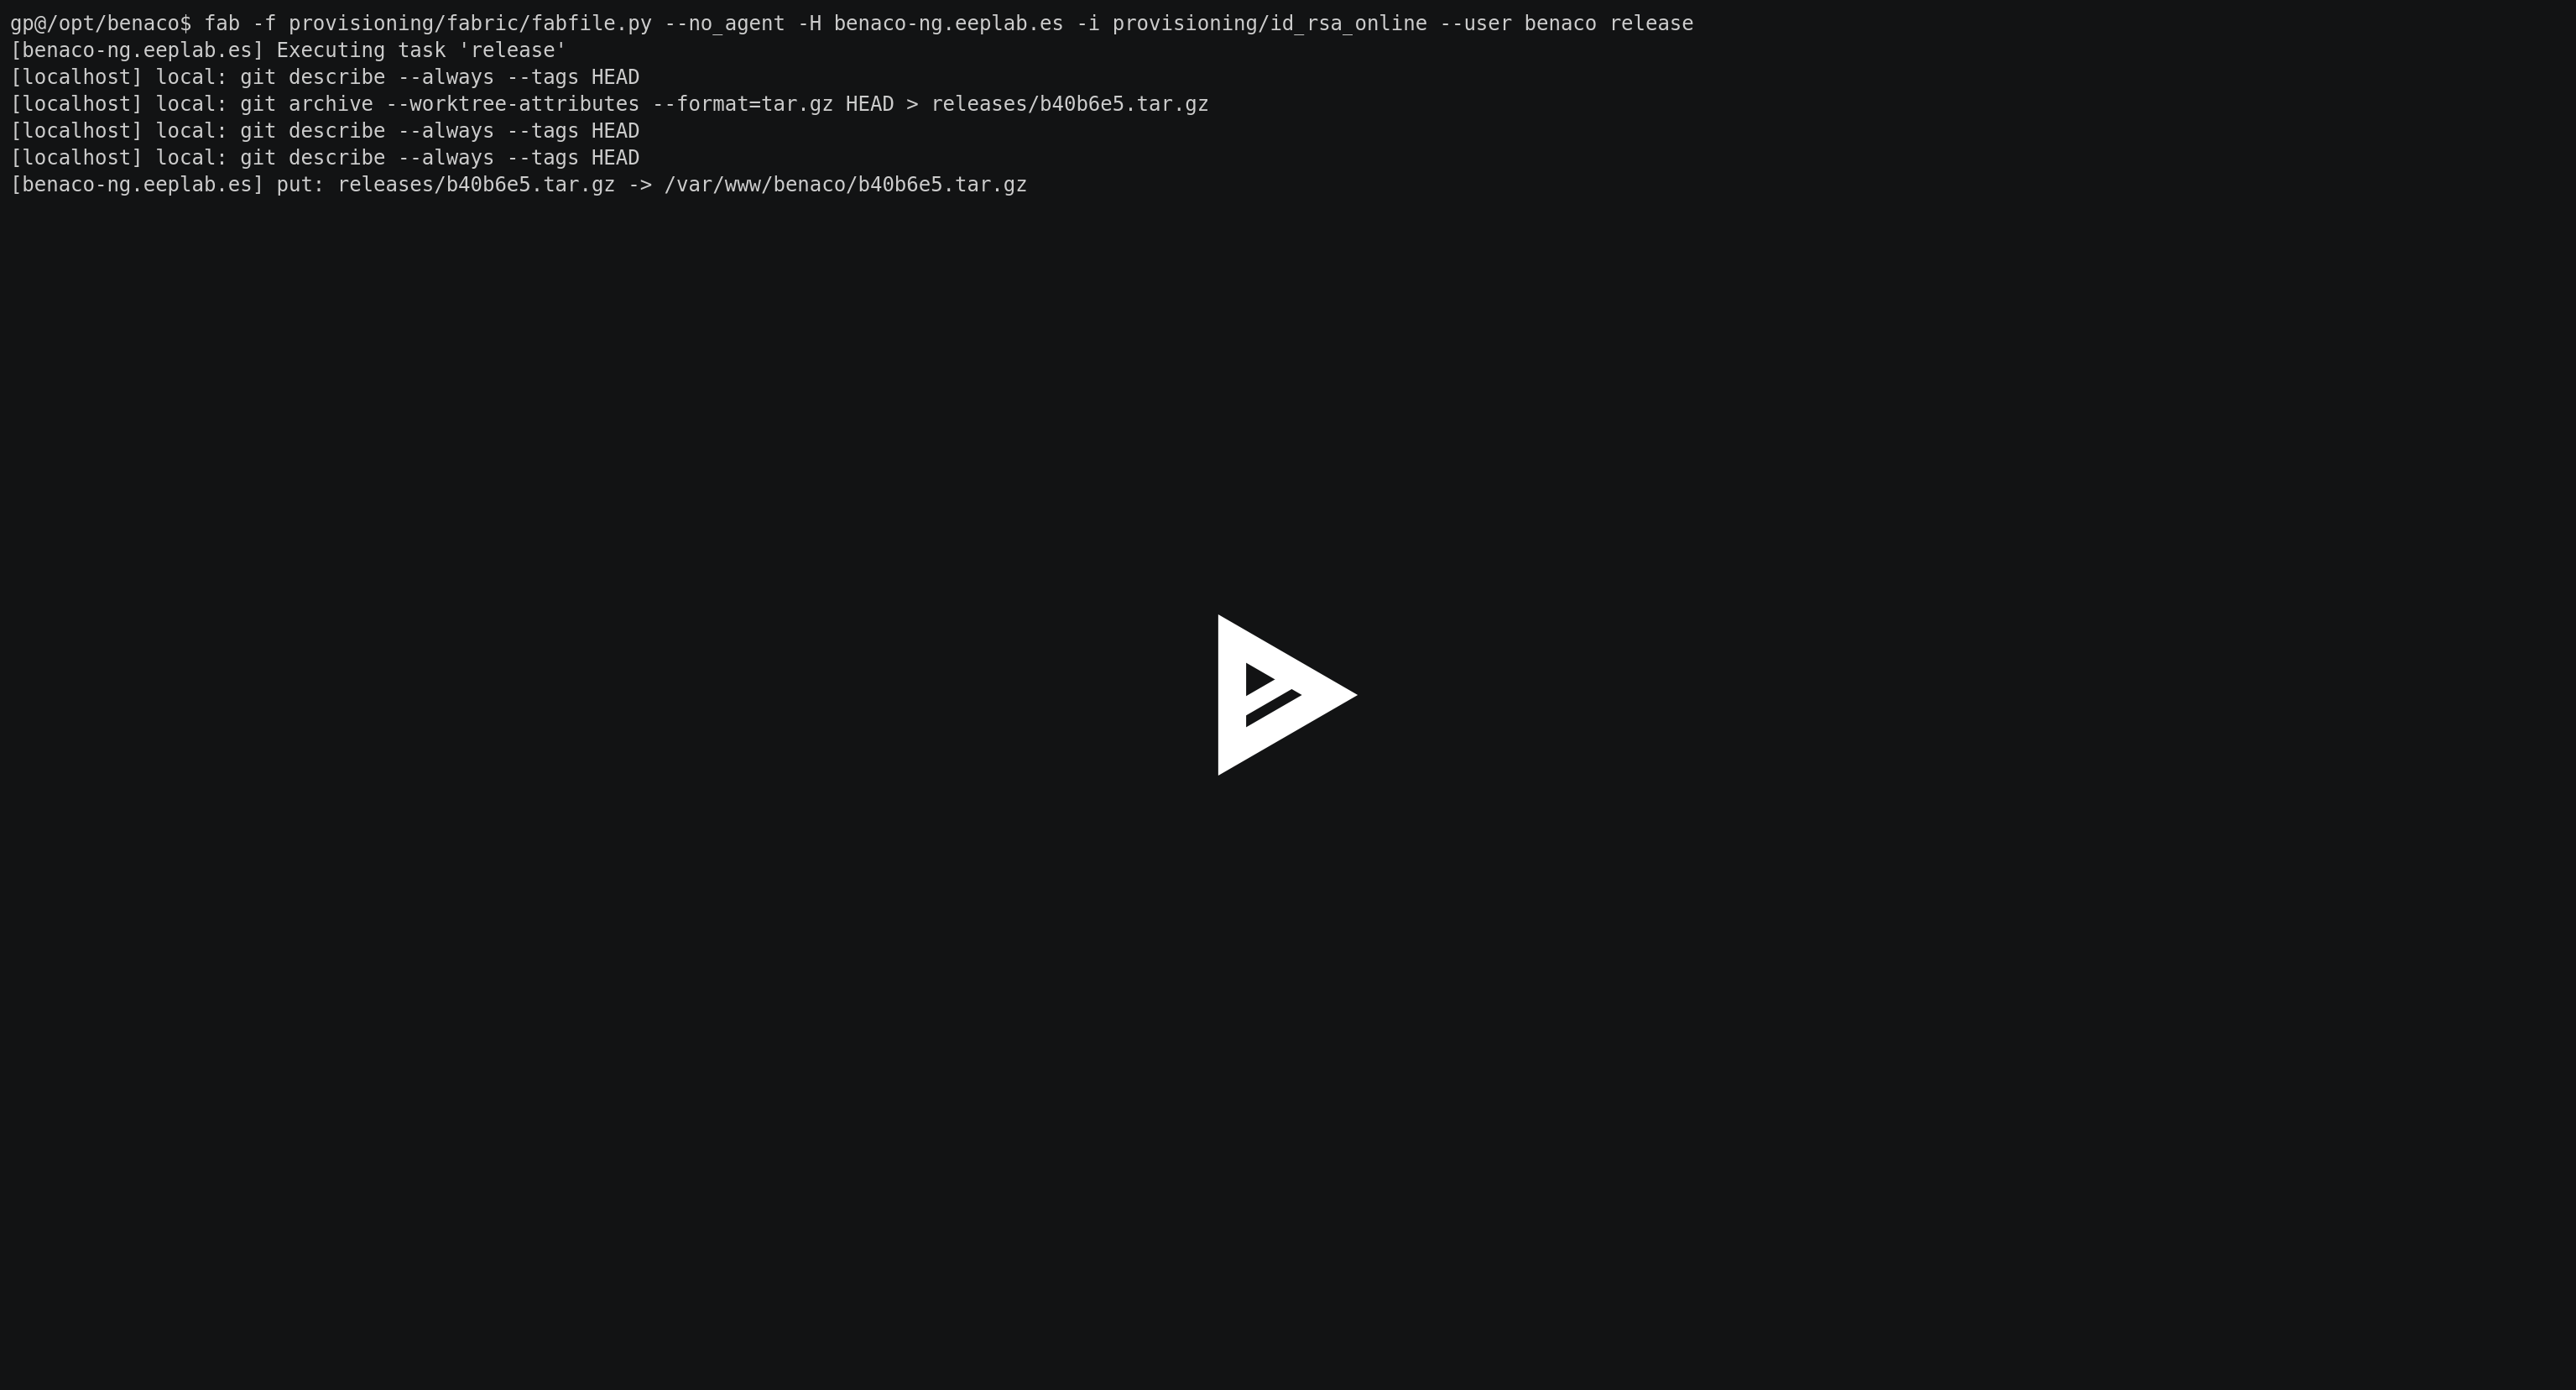 gp@/opt/benaco$ fab -f provisioning/fabric/fabfile.py --no_agent -H benaco-ng.eeplab.es -i provisioning/id_rsa_online --user benaco release
[benaco-ng.eeplab.es] Executing task 'release'
[localhost] local: git describe --always --tags HEAD
[localhost] local: git archive --worktree-attributes --format=tar.gz HEAD > releases/b40b6e5.tar.gz
[localhost] local: git describe --always --tags HEAD
[localhost] local: git describe --always --tags HEAD
[benaco-ng.eeplab.es] put: releases/b40b6e5.tar.gz -> /var/www/benaco/b40b6e5.tar.gz